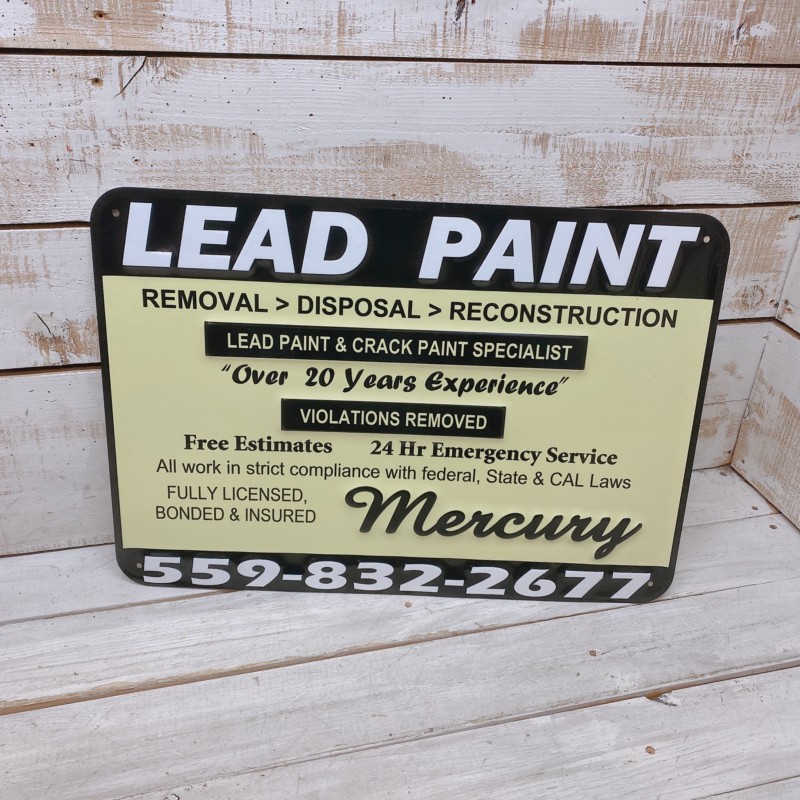 LEAD PAINT
REMOVAL > DISPOSAL > RECONSTRUCTION
LEAD PAINT & CRACK PAINT SPECIALIST
"Over 20 Years Experience"
VIOLATIONS REMOVED
Free Estimates 24 Hr Emergency Service
All work in strict compliance with federal, State & CAL Laws
FULLY LICENSED,
BONDED & INSURED
Mercury
559-832-2677